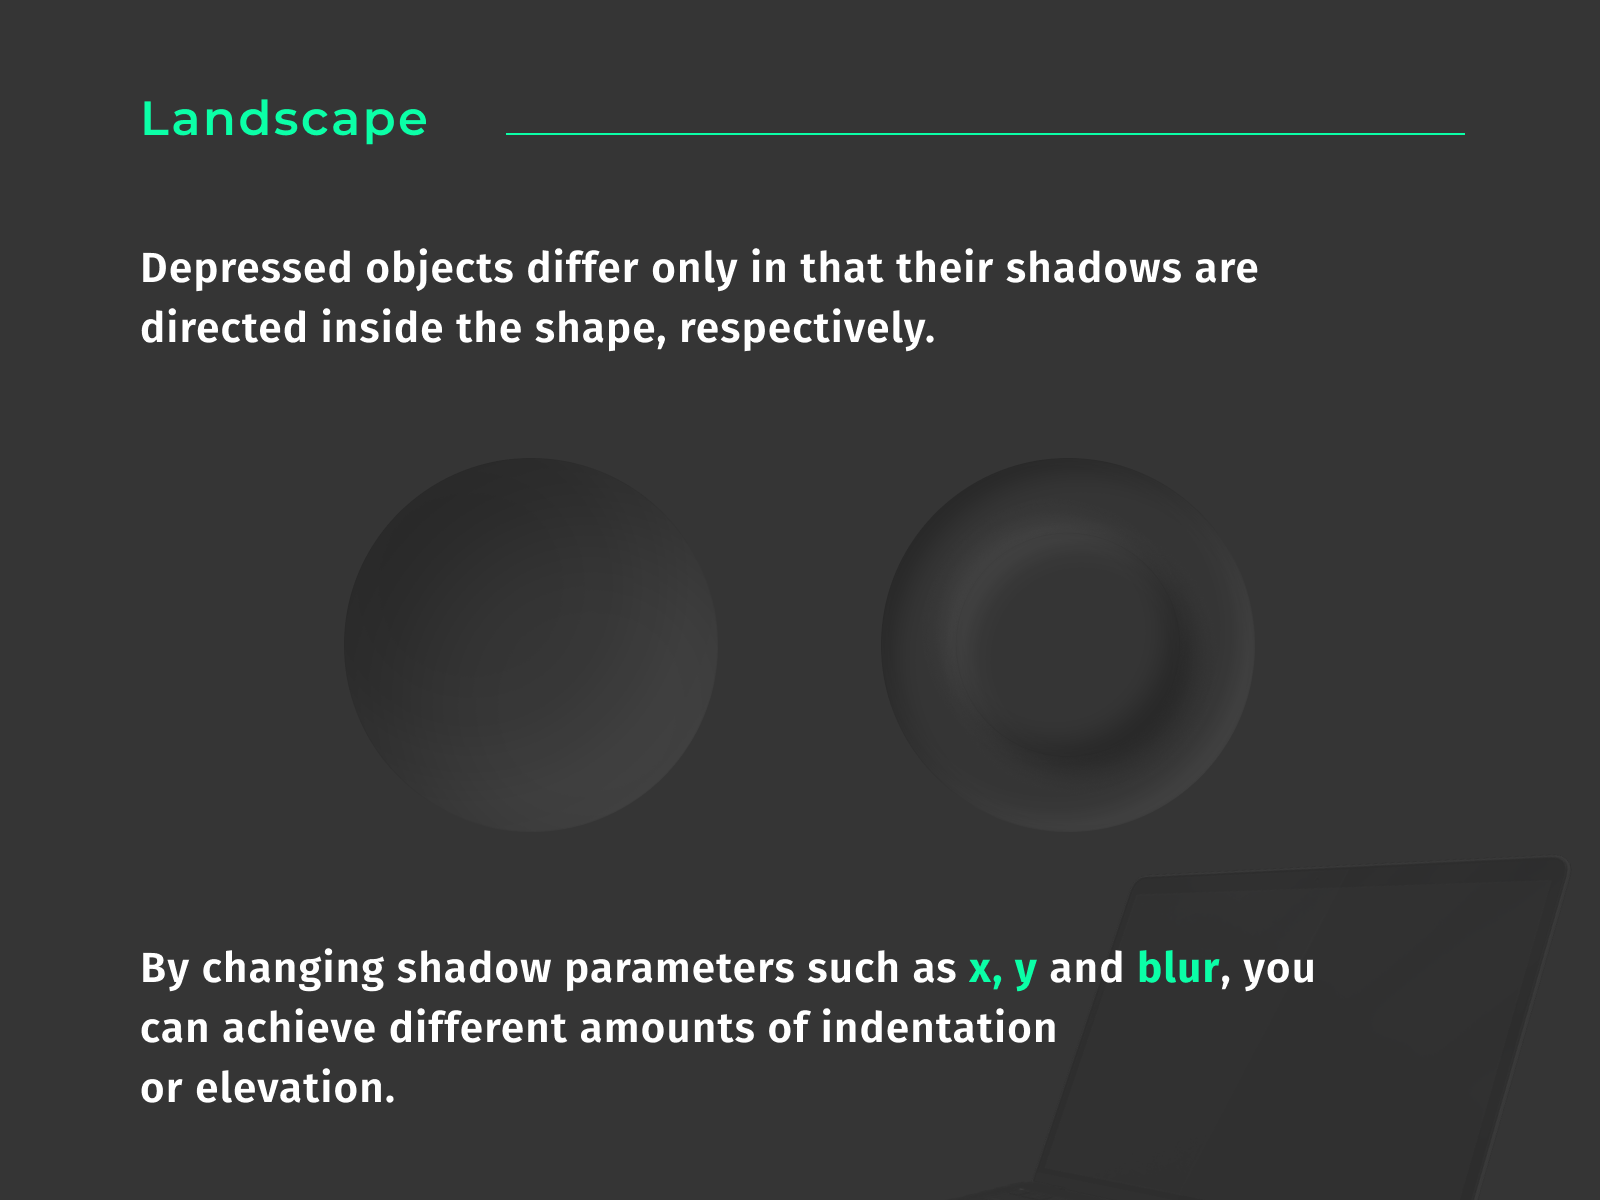 Landscape
Depressed objects differ only in that their shadows are
directed inside the shape, respectively.
By changing shadow parameters such as x, y and blur, you
can achieve different amounts of indentation
or elevation.